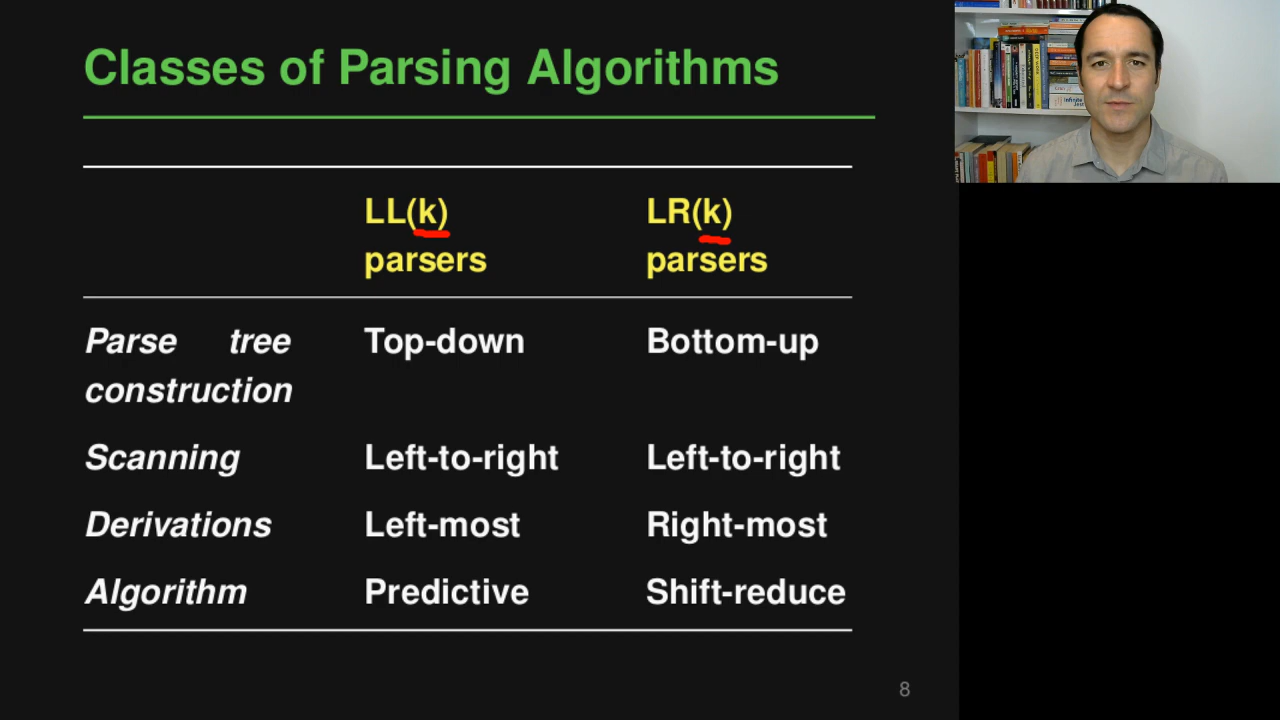 Classes of Parsing Algorithms
LL(k) LR(k)
parsers parsers
Parse tree Top-down Bottom-up
construction
Scanning Left-to-right Left-to-right
Derivations Left-most Right-most
Algorithm Predictive Shift-reduce
8
Infinite